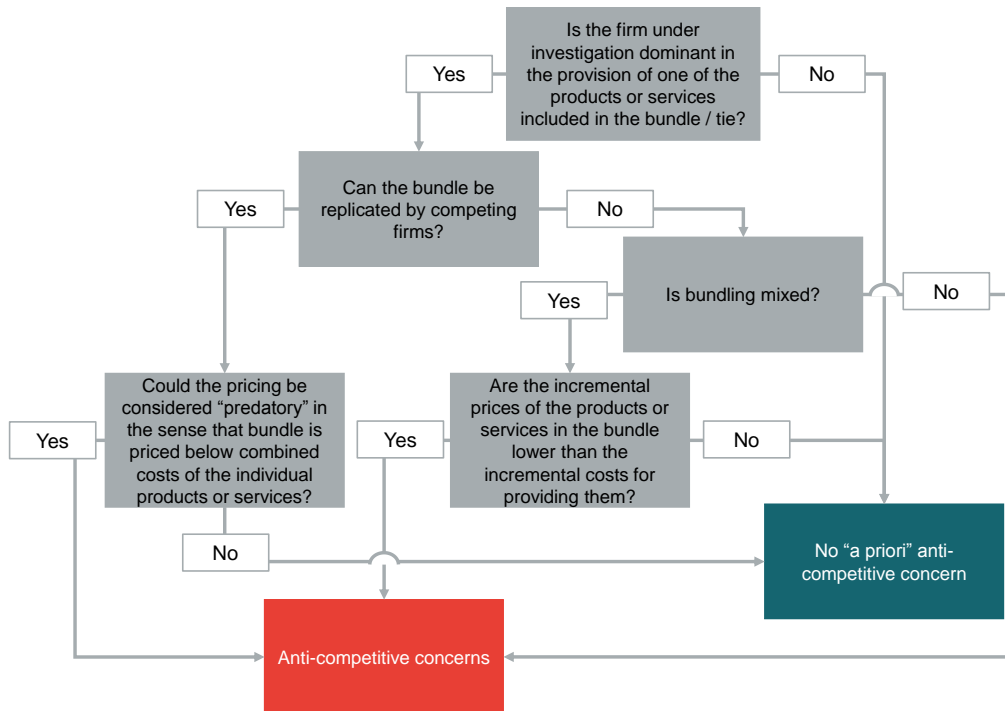 Is the firm under
investigation dominant in
the provision of one of the
products or services
included in the bundle / tie?
Yes
No
Can the bundle be
replicated by competing
firms?
Yes
No
Is bundling mixed?
Yes
No
Could the pricing be
considered “predatory” in
the sense that bundle is
priced below combined
costs of the individual
products or services?
Yes
No
Are the incremental
prices of the products or
services in the bundle
lower than the
incremental costs for
providing them?
Yes
No
No “a priori” anti-
competitive concern
Anti-competitive concerns